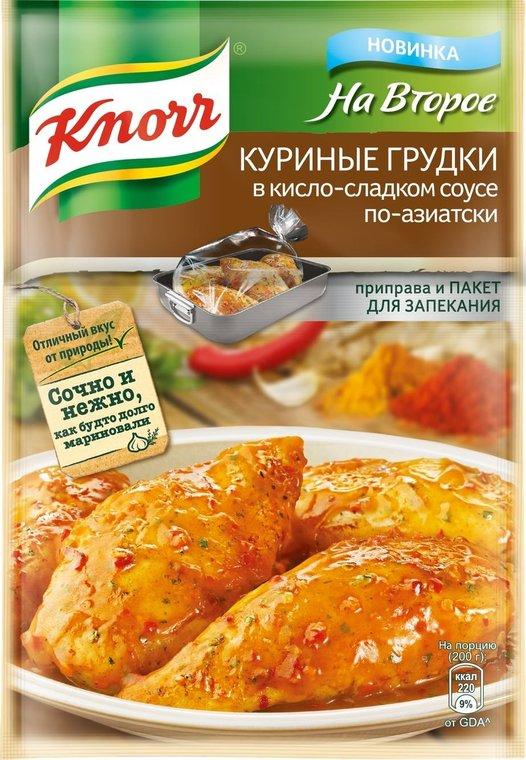 Knorr®
НОВИНКА
На Второе
КУРИНЫЕ ГРУДКИ
в кисло-сладком соусе
по-азиатски
приправа и ПАКЕТ
ДЛЯ ЗАПЕКАНИЯ
Отличный вкус
от природы!
Сочно и
нежно,
как будто долго
мариновали
На порцию
(200 г):
ккал
220
9%
от GDA^